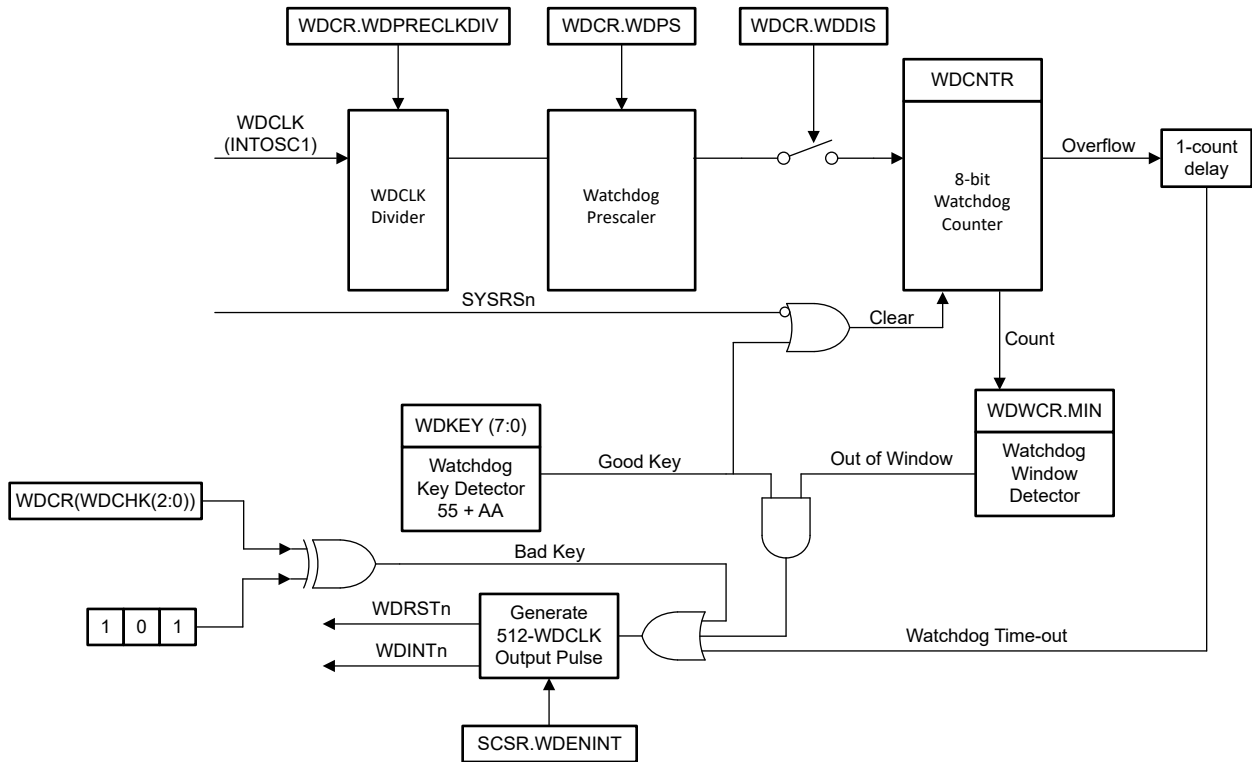 WDCR.WDPRECLKDIV
WDCR.WDPS
WDCR.WDDIS
WDCNTR
WDCLK
(INTOSC1)
WDCLK
Divider
Watchdog
Prescaler
8-bit
Watchdog
Counter
Overflow
1-count
delay
SYSRSn
Clear
Count
WDKEY (7:0)
Watchdog
Key Detector
55 + AA
Good Key
Out of Window
WDWCR.MIN
Watchdog
Window
Detector
WDCR(WDCHK(2:0))
Bad Key
1 0 1
WDRSTn
WDINTn
Generate
512-WDCLK
Output Pulse
Watchdog Time-out
SCSR.WDENINT